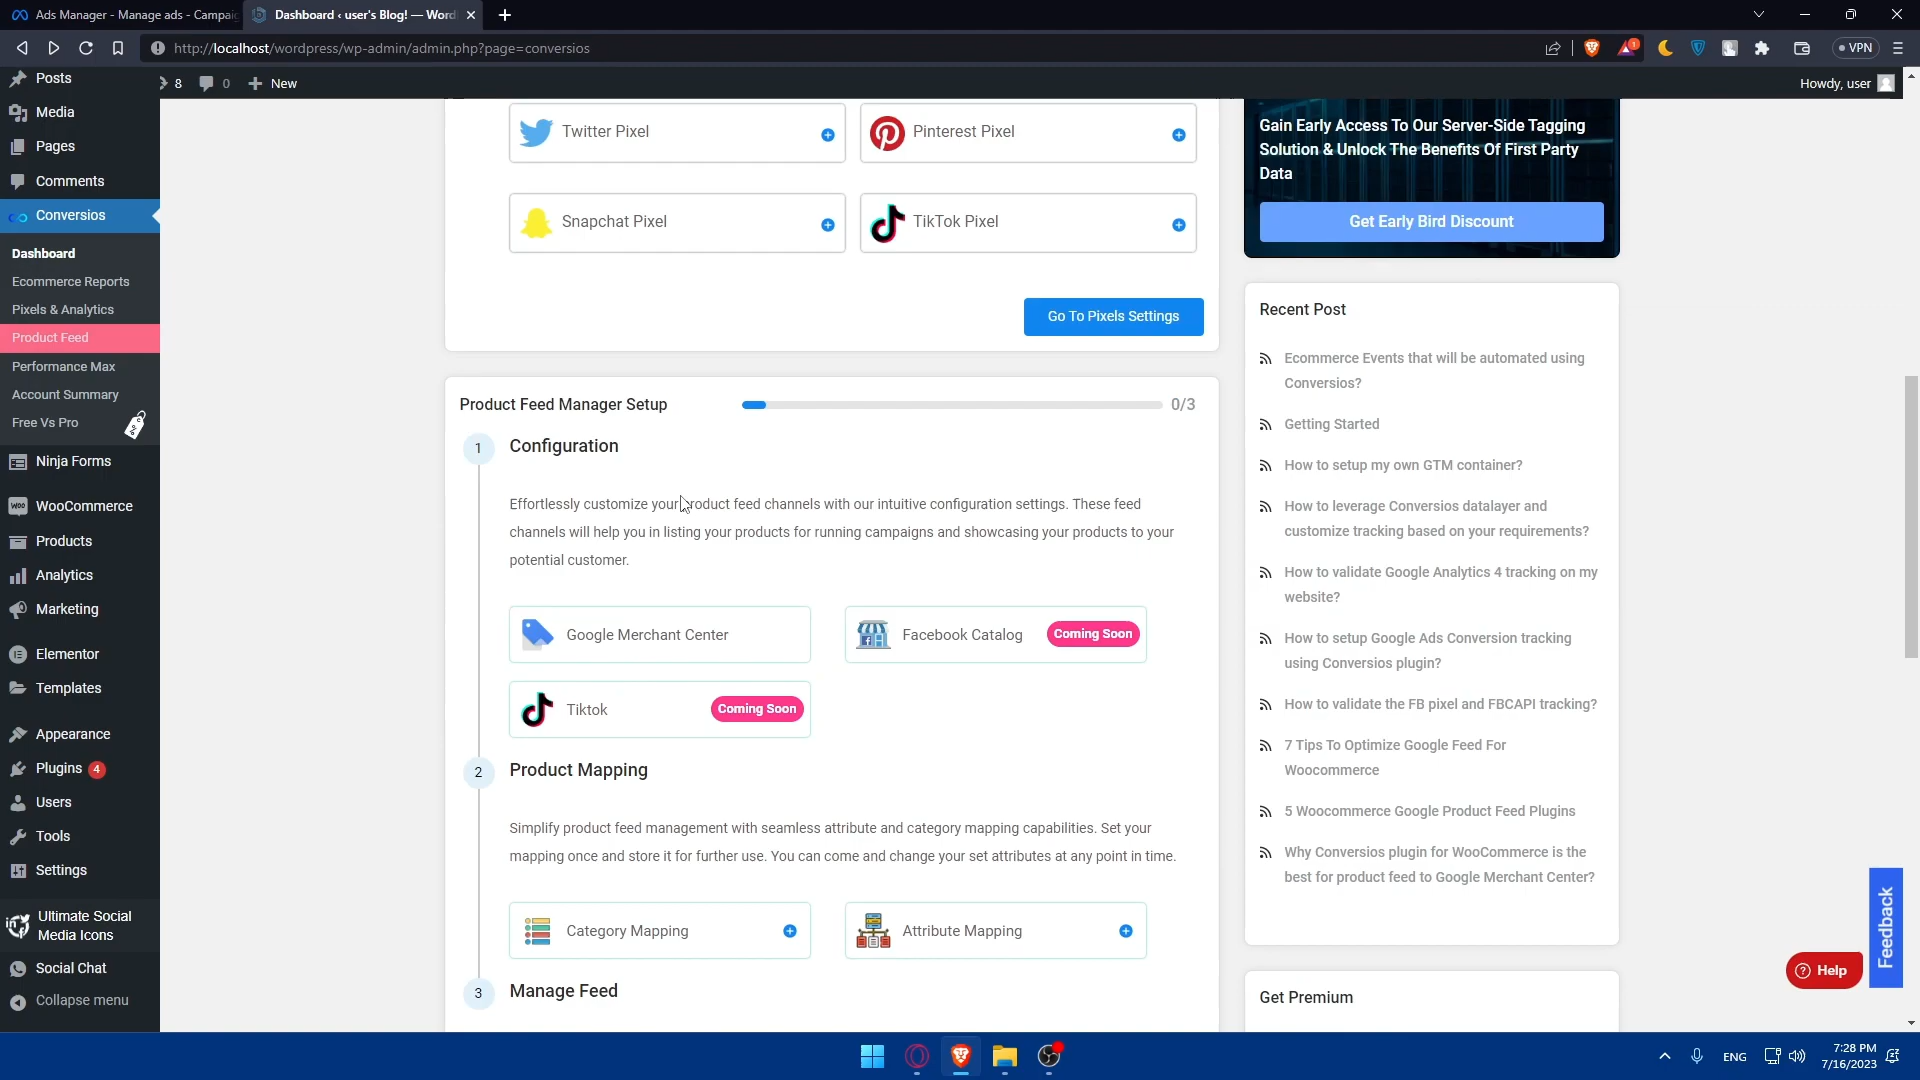 Ads Manager - Manage ads - Campaig
Dashboard ‹ user's Blog! — Word
http://localhost/wordpress/wp-admin/admin.php?page=conversios
VPN
8
0
New
Howdy, user
Posts
Media
Pages
Comments
Conversios
Dashboard
Ecommerce Reports
Pixels & Analytics
Product Feed
Performance Max
Account Summary
Free Vs Pro
Ninja Forms
WooCommerce
Products
Analytics
Marketing
Elementor
Templates
Appearance
Plugins 4
Users
Tools
Settings
Ultimate Social
Media Icons
Social Chat
Collapse menu
Twitter Pixel
Pinterest Pixel
Snapchat Pixel
TikTok Pixel
Go To Pixels Settings
Product Feed Manager Setup
0/3
1
Configuration
Effortlessly customize your product feed channels with our intuitive configuration settings. These feed
channels will help you in listing your products for running campaigns and showcasing your products to your
potential customer.
Google Merchant Center
Facebook Catalog
Coming Soon
Tiktok
Coming Soon
2
Product Mapping
Simplify product feed management with seamless attribute and category mapping capabilities. Set your
mapping once and store it for further use. You can come and change your set attributes at any point in time.
Category Mapping
Attribute Mapping
3
Manage Feed
Gain Early Access To Our Server-Side Tagging
Solution & Unlock The Benefits Of First Party
Data
Get Early Bird Discount
Recent Post
Ecommerce Events that will be automated using
Conversios?
Getting Started
How to setup my own GTM container?
How to leverage Conversios datalayer and
customize tracking based on your requirements?
How to validate Google Analytics 4 tracking on my
website?
How to setup Google Ads Conversion tracking
using Conversios plugin?
How to validate the FB pixel and FBCAPI tracking?
7 Tips To Optimize Google Feed For
Woocommerce
5 Woocommerce Google Product Feed Plugins
Why Conversios plugin for WooCommerce is the
best for product feed to Google Merchant Center?
Get Premium
Feedback
Help
ENG
7:28 PM
7/16/2023